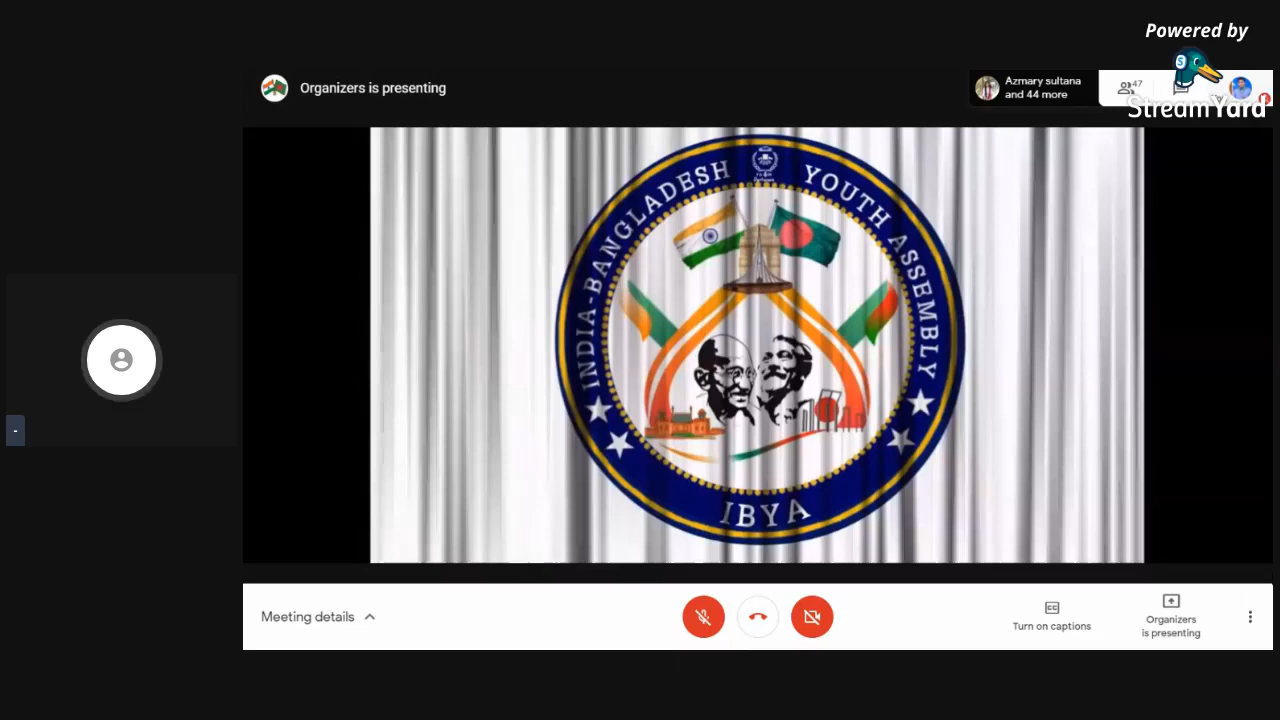 Powered by
StreamYard
Organizers is presenting
Azmary sultana
and 44 more
47
INDIA-BANGLADESH YOUTH ASSEMBLY
IBYA
-
Meeting details
Turn on captions
Organizers
is presenting